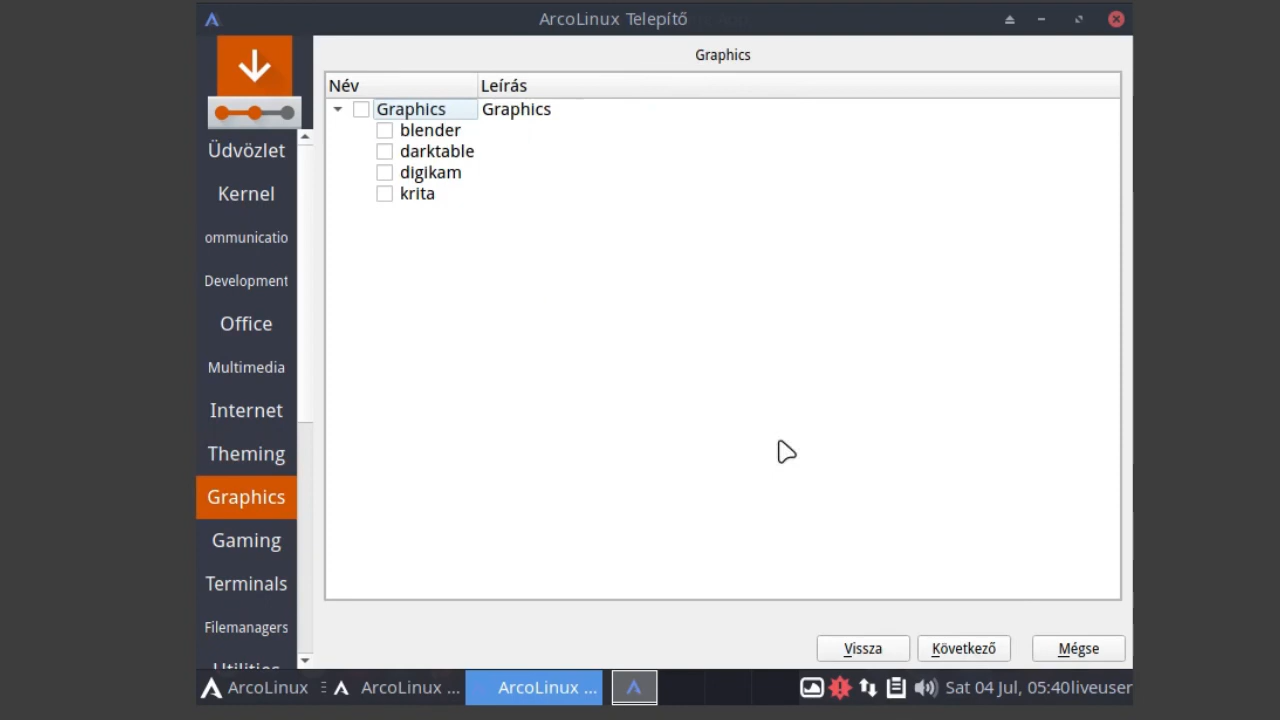 ArcoLinux Telepítő
Graphics
Név Leírás
Graphics Graphics
blender
darktable
digikam
krita
Üdvözlet
Kernel
ommunicatio
Development
Office
Multimedia
Internet
Theming
Graphics
Gaming
Terminals
Filemanagers
Utilities
Vissza Következő Mégse
ArcoLinux ArcoLinux ... ArcoLinux ... Sat 04 Jul, 05:40liveuser